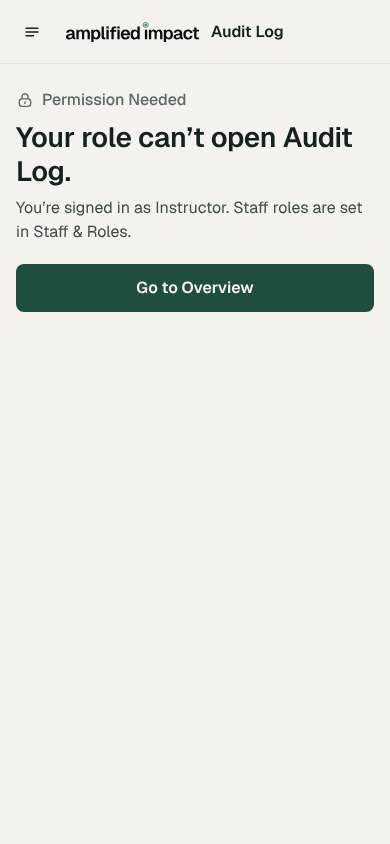 amplified impact Audit Log
Permission Needed
Your role can’t open Audit
Log.
You’re signed in as Instructor. Staff roles are set
in Staff & Roles.
Go to Overview